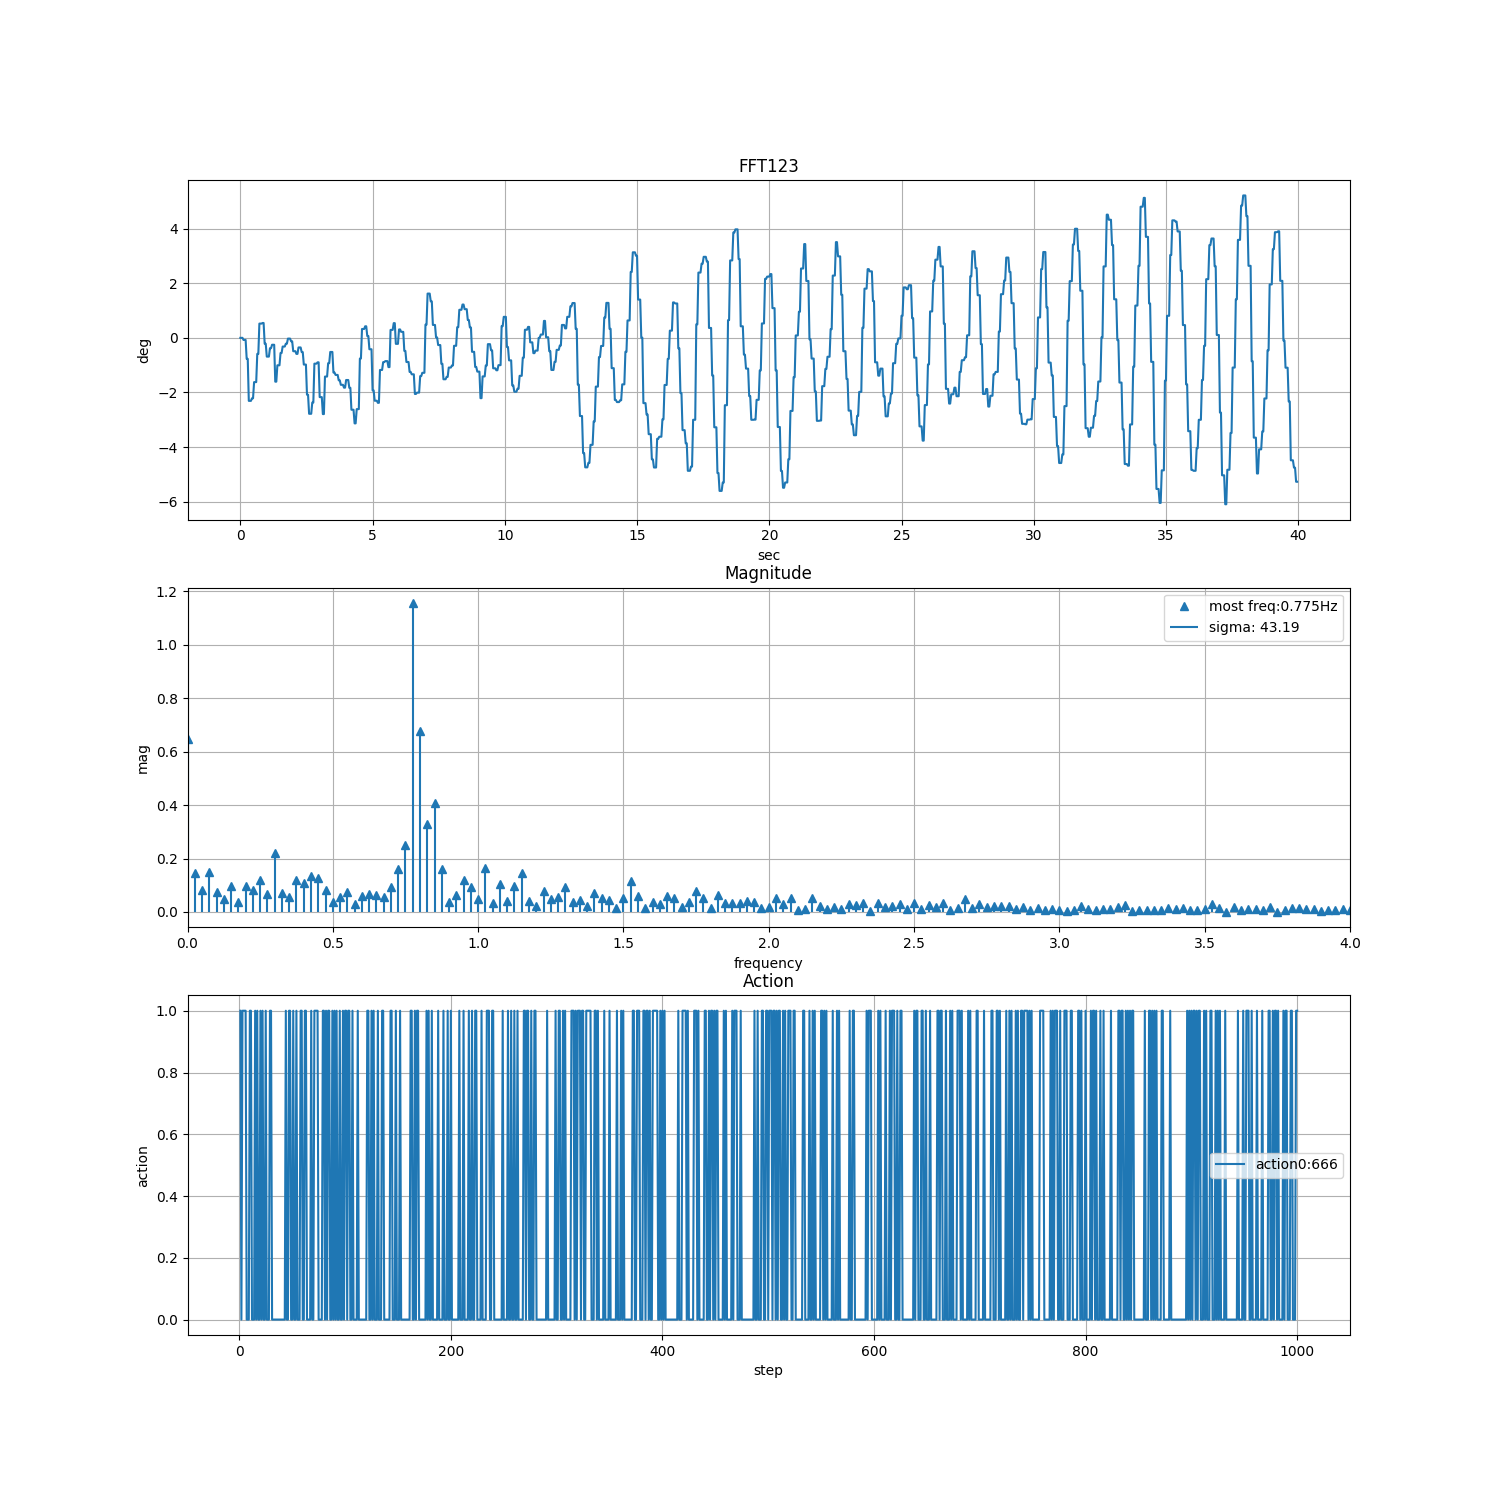 FFT123
4
2
0
−2
−4
−6
deg
0 5 10 15 20 25 30 35 40
sec
Magnitude
1.2
1.0
0.8
0.6
0.4
0.2
0.0
mag
most freq:0.775Hz
sigma: 43.19
0.0 0.5 1.0 1.5 2.0 2.5 3.0 3.5 4.0
frequency
Action
1.0
0.8
0.6
0.4
0.2
0.0
action
action0:666
0 200 400 600 800 1000
step